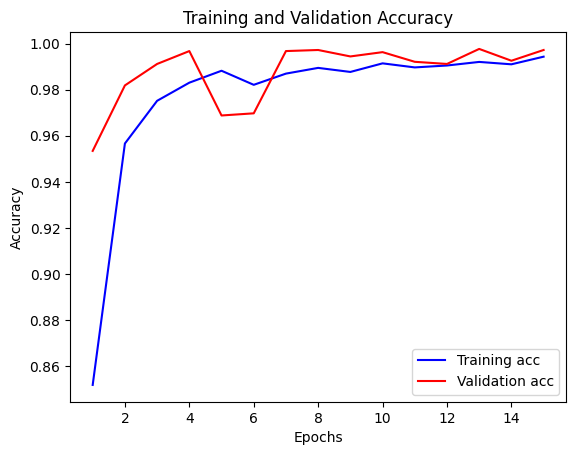 Training and Validation Accuracy
1.00
0.98
0.96
0.94
0.92
0.90
0.88
0.86
Accuracy
Training acc
Validation acc
2 4 6 8 10 12 14
Epochs